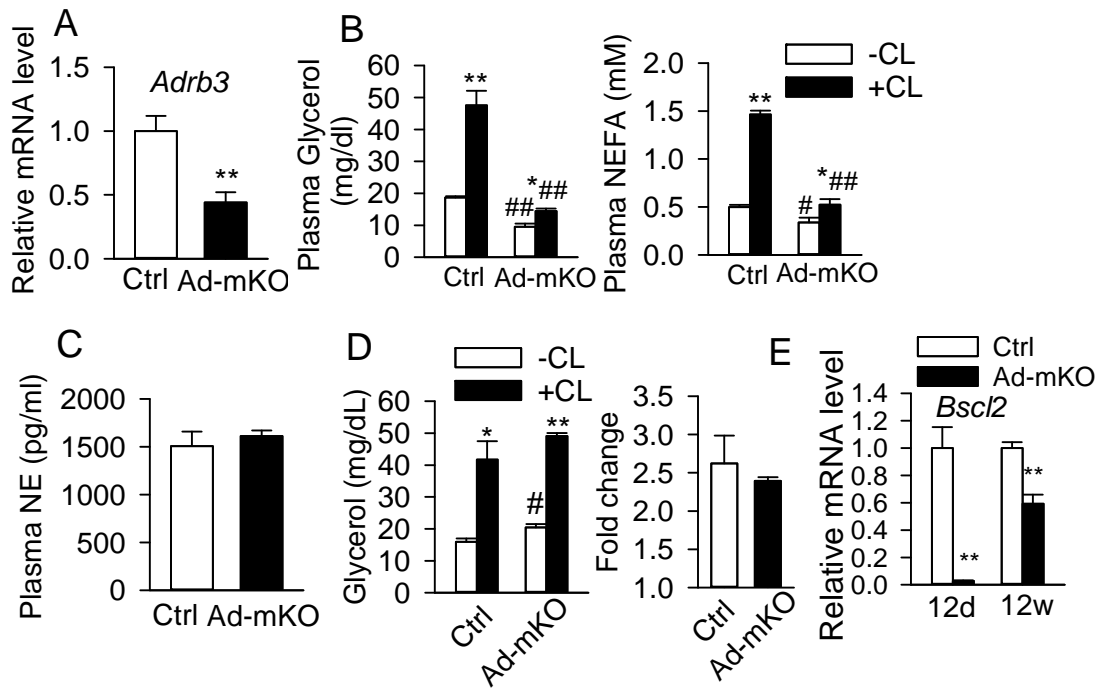 A
Relative mRNA level
1.5
1.0
0.5
0.0
Adrb3
**
Ctrl Ad-mKO
B
Plasma Glycerol
(mg/dl)
60
50
40
30
20
10
0
**
##
*##
Ctrl Ad-mKO
Plasma NEFA (mM)
2.0
1.5
1.0
0.5
0.0
-CL
+CL
**
#
*##
Ctrl Ad-mKO
C
Plasma NE (pg/ml)
2000
1500
1000
500
0
Ctrl Ad-mKO
D
-CL
+CL
Glycerol (mg/dL)
60
50
40
30
20
10
0
*
#
**
Ctrl
Ad-mKO
Fold change
3.5
3.0
2.5
2.0
1.5
1.0
Ctrl
Ad-mKO
E
Ctrl
Ad-mKO
Relative mRNA level
1.4
1.2
1.0
0.8
0.6
0.4
0.2
0.0
Bscl2
**
**
12d 12w